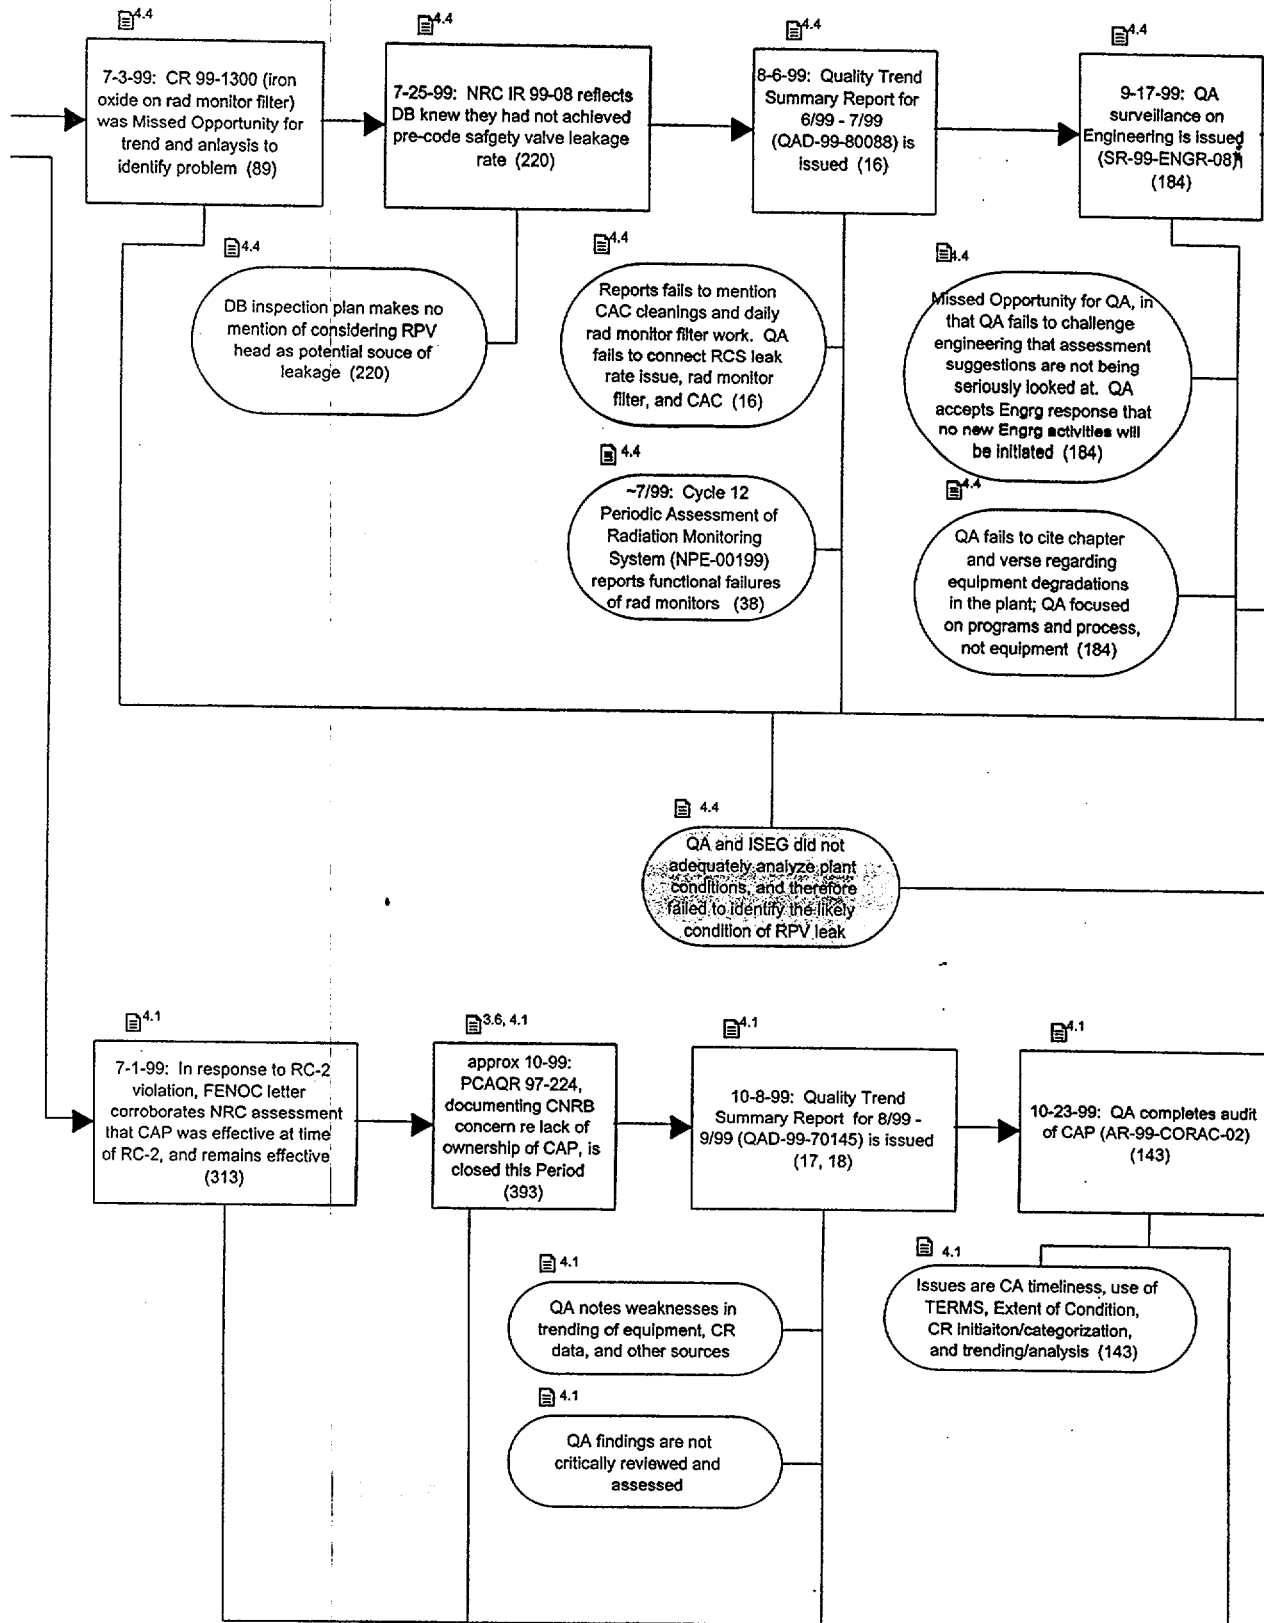 4.4
7-3-99: CR 99-1300 (iron
oxide on rad monitor filter)
was Missed Opportunity for
trend and anlaysis to
identify problem (89)
4.4
7-25-99: NRC IR 99-08 reflects
DB knew they had not achieved
pre-code safgety valve leakage
rate (220)
4.4
8-6-99: Quality Trend
Summary Report for
6/99 - 7/99
(QAD-99-80088) is
issued (16)
4.4
9-17-99: QA
surveillance on
Engineering is issued
(SR-99-ENGR-08)
(184)
4.4
DB inspection plan makes no
mention of considering RPV
head as potential souce of
leakage (220)
4.4
Reports fails to mention
CAC cleanings and daily
rad monitor filter work. QA
fails to connect RCS leak
rate issue, rad monitor
filter, and CAC (16)
4.4
~7/99: Cycle 12
Periodic Assessment of
Radiation Monitoring
System (NPE-00199)
reports functional failures
of rad monitors (38)
4.4
Missed Opportunity for QA, in
that QA fails to challenge
engineering that assessment
suggestions are not being
seriously looked at. QA
accepts Engrg response that
no new Engrg activities will
be initiated (184)
4.4
QA fails to cite chapter
and verse regarding
equipment degradations
in the plant; QA focused
on programs and process,
not equipment (184)
4.4
QA and ISEG did not
adequately analyze plant
conditions, and therefore
failed to identify the likely
condition of RPV leak
4.1
7-1-99: In response to RC-2
violation, FENOC letter
corroborates NRC assessment
that CAP was effective at time
of RC-2, and remains effective
(313)
3.6, 4.1
approx 10-99:
PCAQR 97-224,
documenting CNRB
concern re lack of
ownership of CAP, is
closed this Period
(393)
4.1
10-8-99: Quality Trend
Summary Report for 8/99 -
9/99 (QAD-99-70145) is issued
(17, 18)
4.1
10-23-99: QA completes audit
of CAP (AR-99-CORAC-02)
(143)
4.1
QA notes weaknesses in
trending of equipment, CR
data, and other sources
4.1
QA findings are not
critically reviewed and
assessed
4.1
Issues are CA timeliness, use of
TERMS, Extent of Condition,
CR initiaiton/categorization,
and trending/analysis (143)